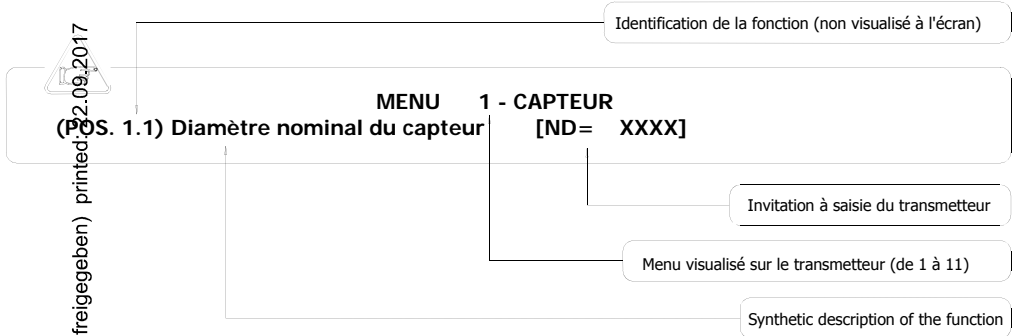 Identification de la fonction (non visualisé à l'écran)
MENU 1 - CAPTEUR
(POS. 1.1) Diamètre nominal du capteur [ND= XXXX]
Invitation à saisie du transmetteur
Menu visualisé sur le transmetteur (de 1 à 11)
Synthetic description of the function
freigegeben) printed: 22.09.2017